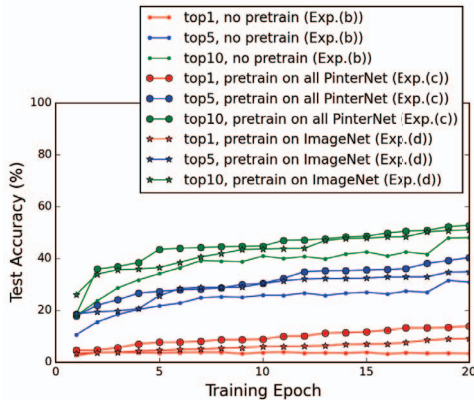 top1, no pretrain (Exp.(b))
top5, no pretrain (Exp.(b))
top10, no pretrain (Exp.(b))
top1, pretrain on all PinterNet (Exp.(c))
top5, pretrain on all PinterNet (Exp.(c))
top10, pretrain on all PinterNet (Exp.(c))
top1, pretrain on ImageNet (Exp.(d))
top5, pretrain on ImageNet (Exp.(d))
top10, pretrain on ImageNet (Exp.(d))
100
80
60
40
20
0
Test Accuracy (%)
0 5 10 15 20
Training Epoch